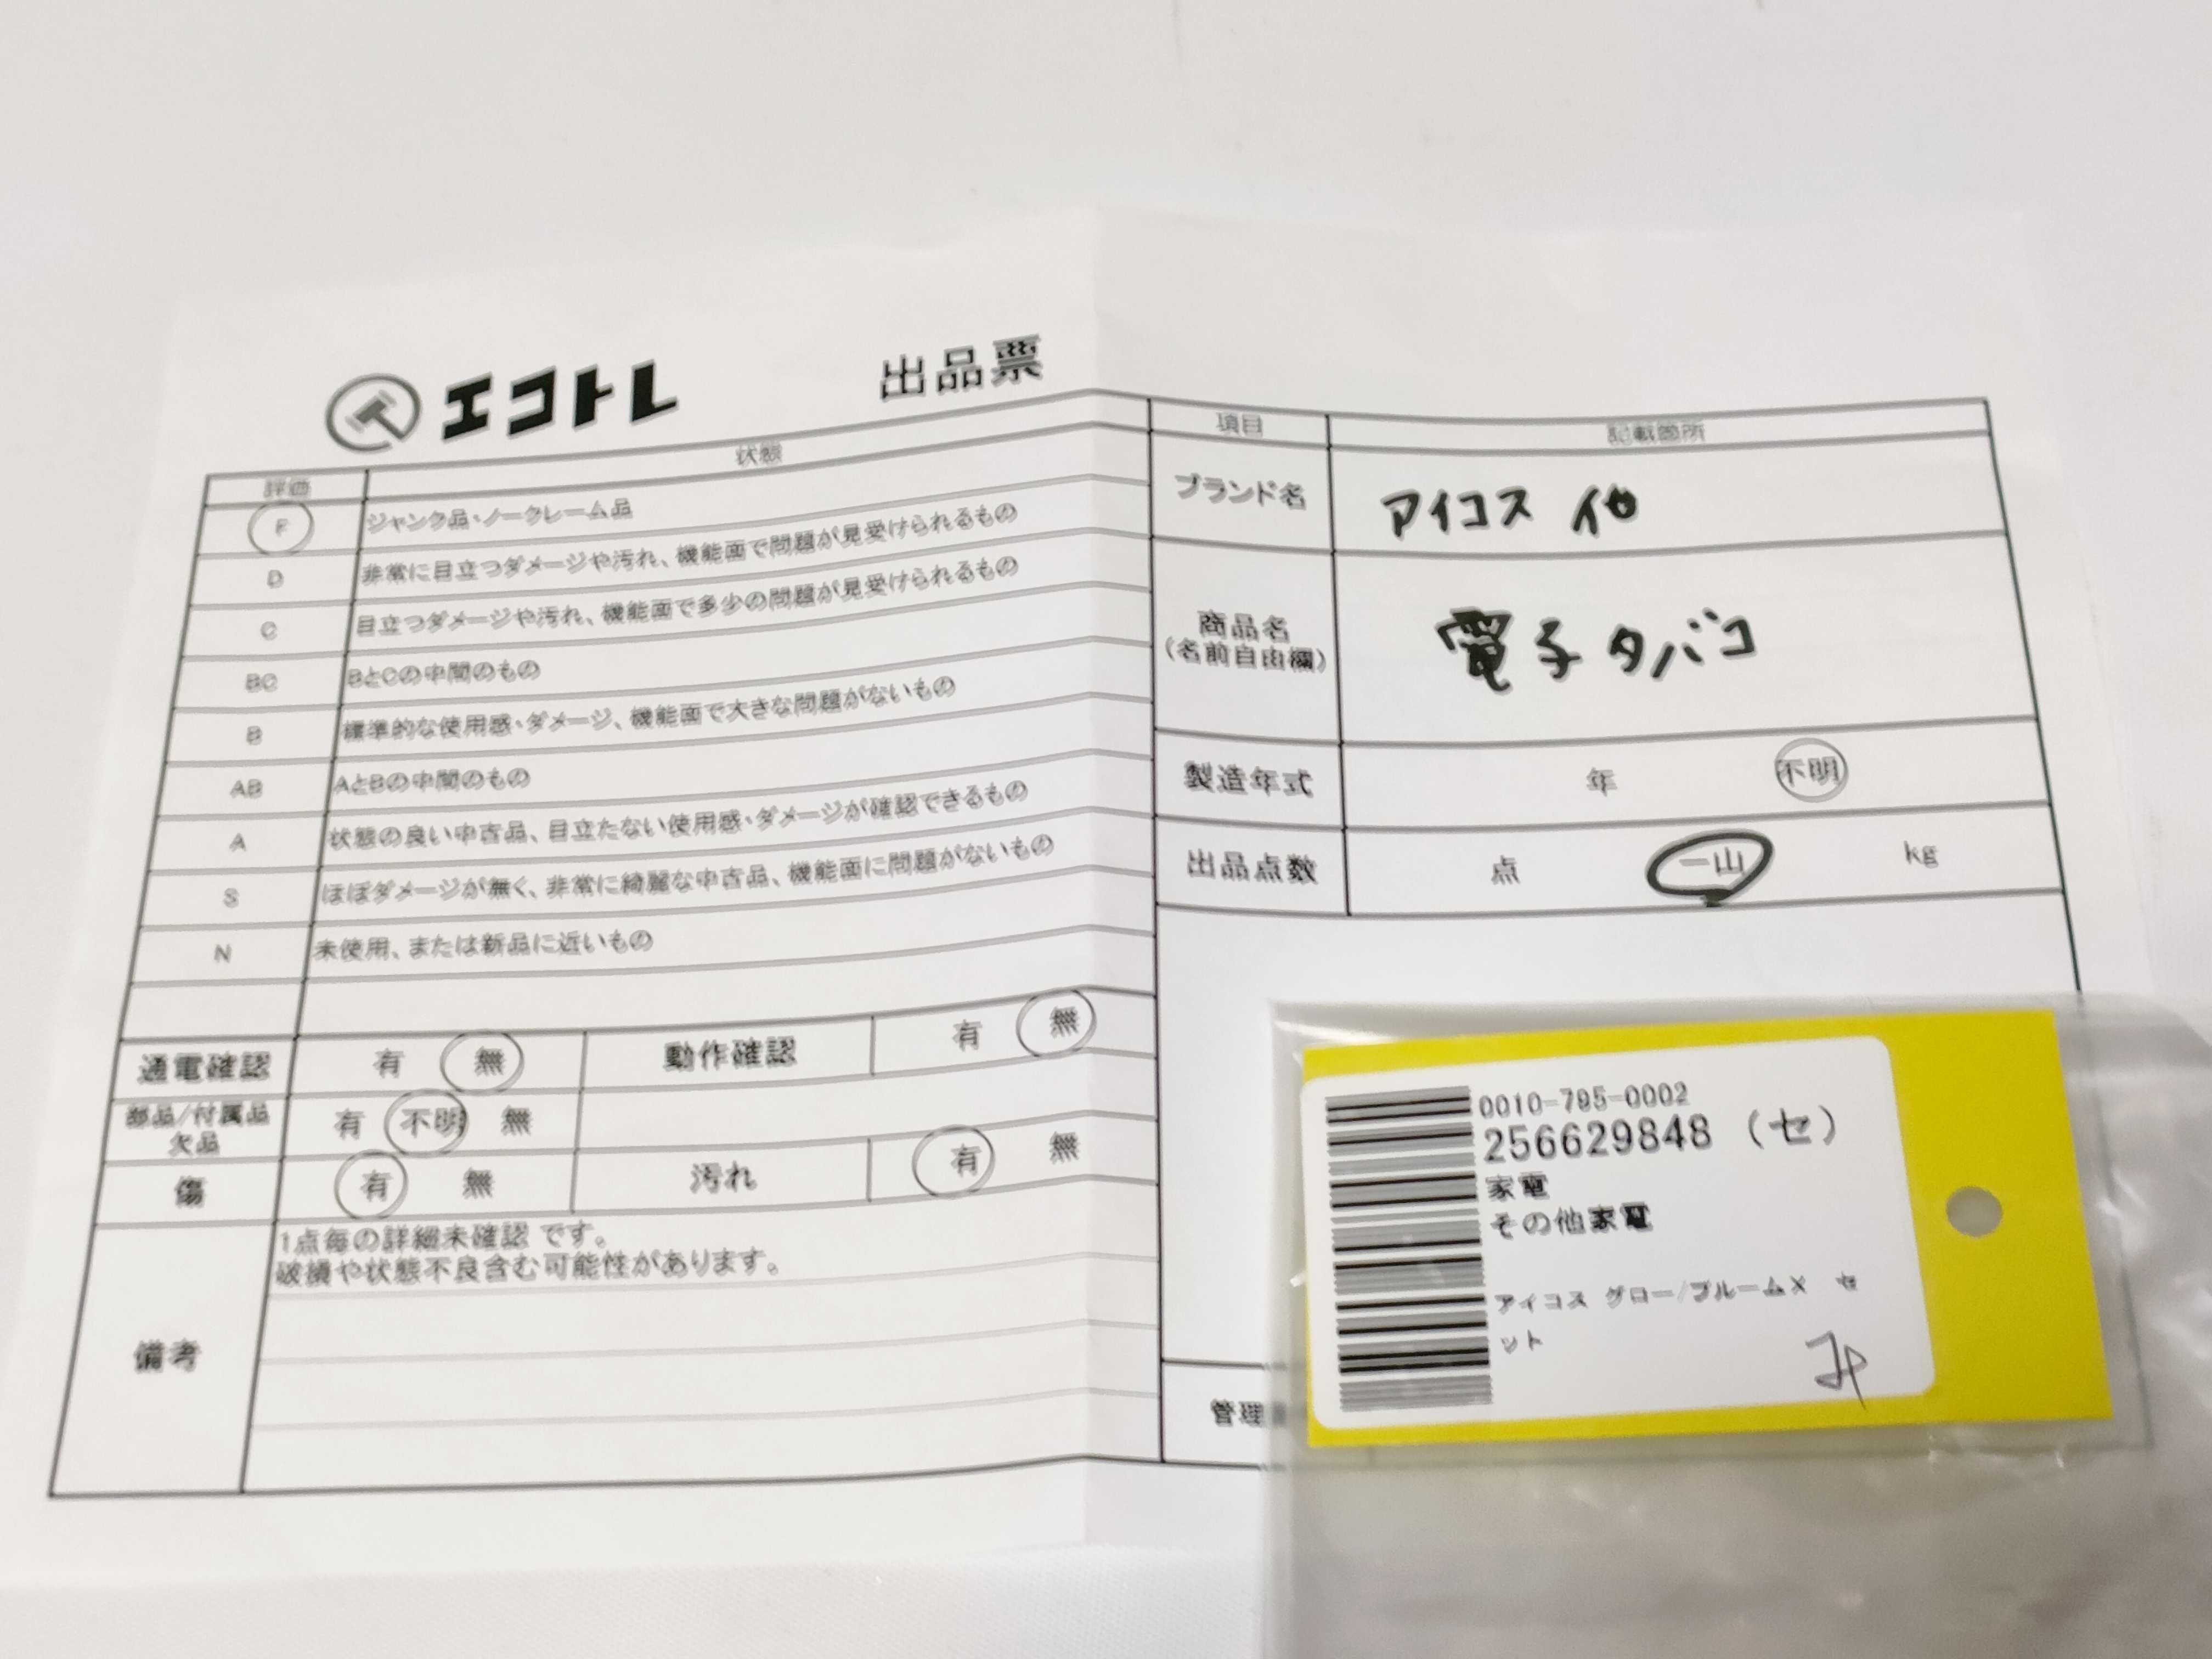 エコトレ 出品票
評価 状態
F ジャンク品・ノークレーム品
D 非常に目立つダメージや汚れ、機能面で問題が見受けられるもの
C 目立つダメージや汚れ、機能面で多少の問題が見受けられるもの
BC BとCの中間のもの
B 標準的な使用感・ダメージ、機能面で大きな問題がないもの
AB AとBの中間のもの
A 状態の良い中古品、目立たない使用感・ダメージが確認できるもの
S ほぼダメージが無く、非常に綺麗な中古品、機能面に問題がないもの
N 未使用、または新品に近いもの
通電確認 有 無 動作確認 有 無
部品/付属品 欠品 有 不明 無
傷 有 無 汚れ 有 無
備考
1点毎の詳細未確認 です。
破損や状態不良含む可能性があります。
項目 記載箇所
ブランド名 アイコス 他
商品名
(名前自由欄)
電子タバコ
製造年式 年 不明
出品点数 点 一山 kg
管理
0010-795-0002
256629848 (セ)
家電
その他家電
アイコス グロー/プルームX セ
ット